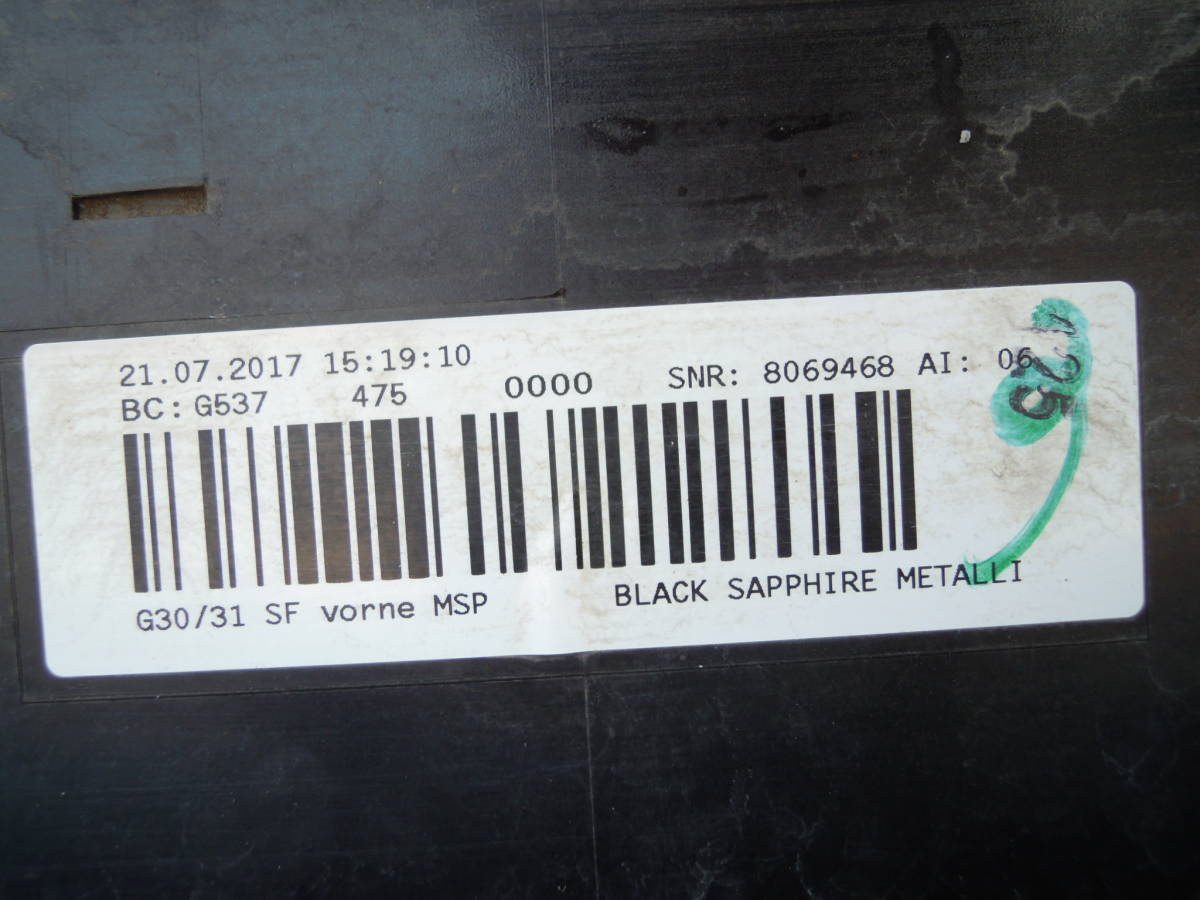 21.07.2017 15:19:10
BC: G537 475 0000 SNR: 8069468 AI: 06
25
G30/31 SF vorne MSP BLACK SAPPHIRE METALLI